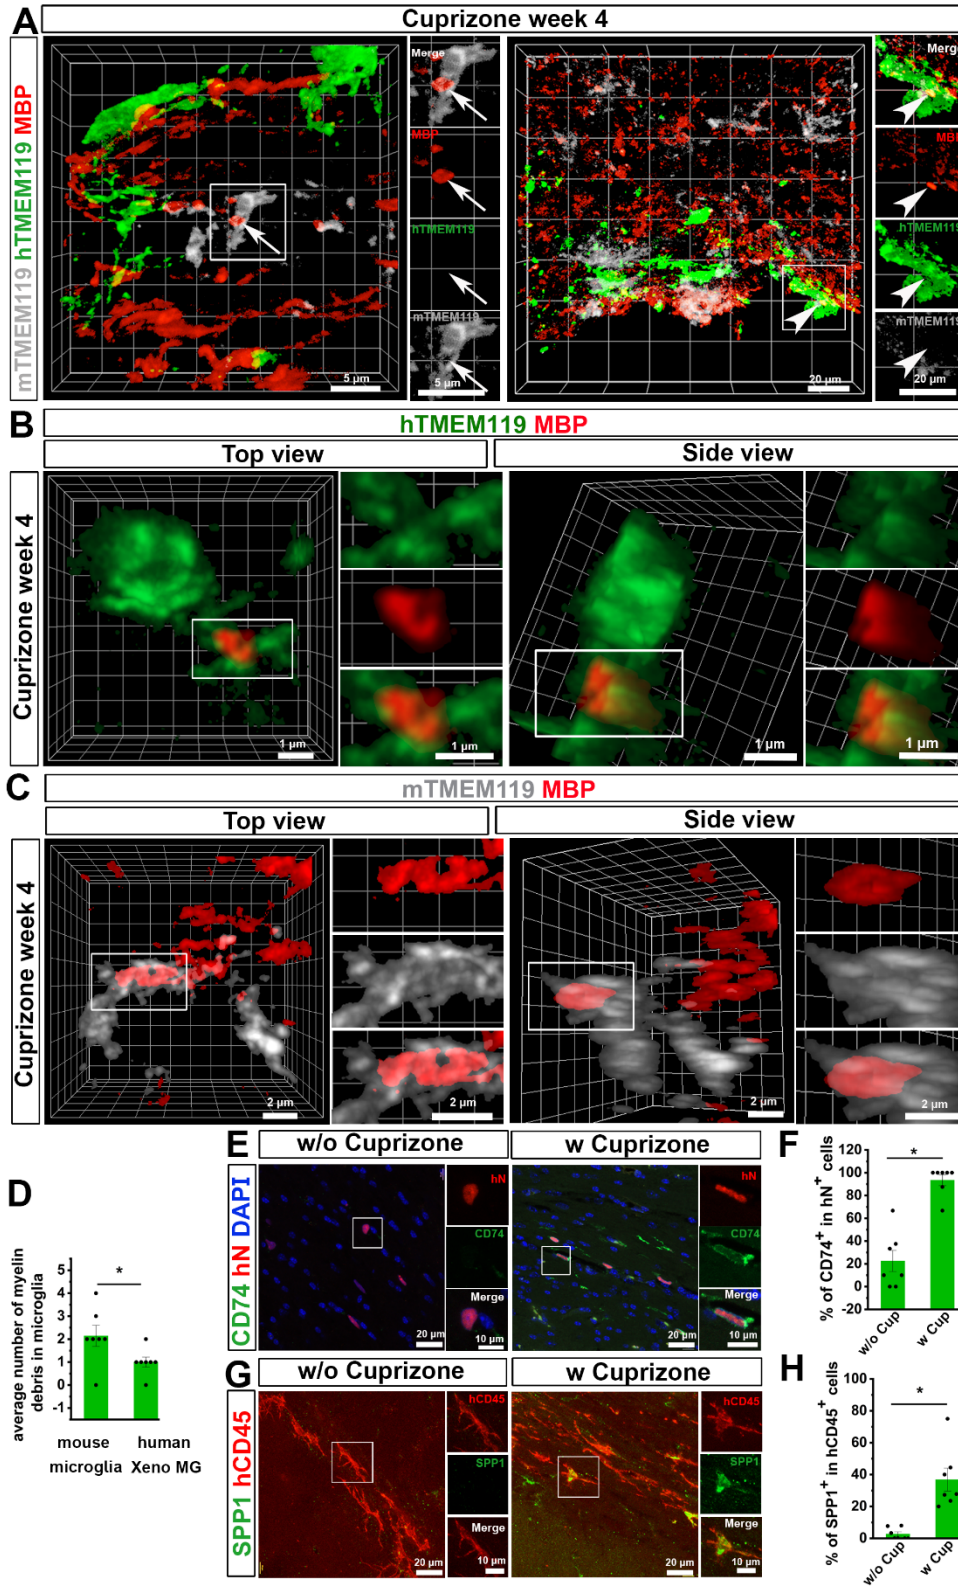 A
Cuprizone week 4
mTMEM119 hTMEM119 MBP
5 µm
Merge
MBP
hTMEM119
mTMEM119
5 µm
20 µm
Merge
MBP
hTMEM119
mTMEM119
20 µm
B
hTMEM119 MBP
Top view
Side view
Cuprizone week 4
1 µm
1 µm
1 µm
1 µm
C
mTMEM119 MBP
Top view
Side view
Cuprizone week 4
2 µm
2 µm
2 µm
2 µm
D
average number of myelin
debris in microglia
5
4
3
2
1
0
-1
*
mouse
microglia
human
Xeno MG
E
w/o Cuprizone
w Cuprizone
CD74 hN DAPI
20 µm
hN
CD74
Merge
10 µm
20 µm
hN
CD74
Merge
10 µm
F
% of CD74+ in hN+ cells
120
100
80
60
40
20
0
-20
*
w/o Cup
w Cup
G
w/o Cuprizone
w Cuprizone
SPP1 hCD45
20 µm
hCD45
SPP1
Merge
10 µm
20 µm
hCD45
SPP1
Merge
10 µm
H
% of SPP1+ in hCD45+ cells
100
80
60
40
20
0
*
w/o Cup
w Cup